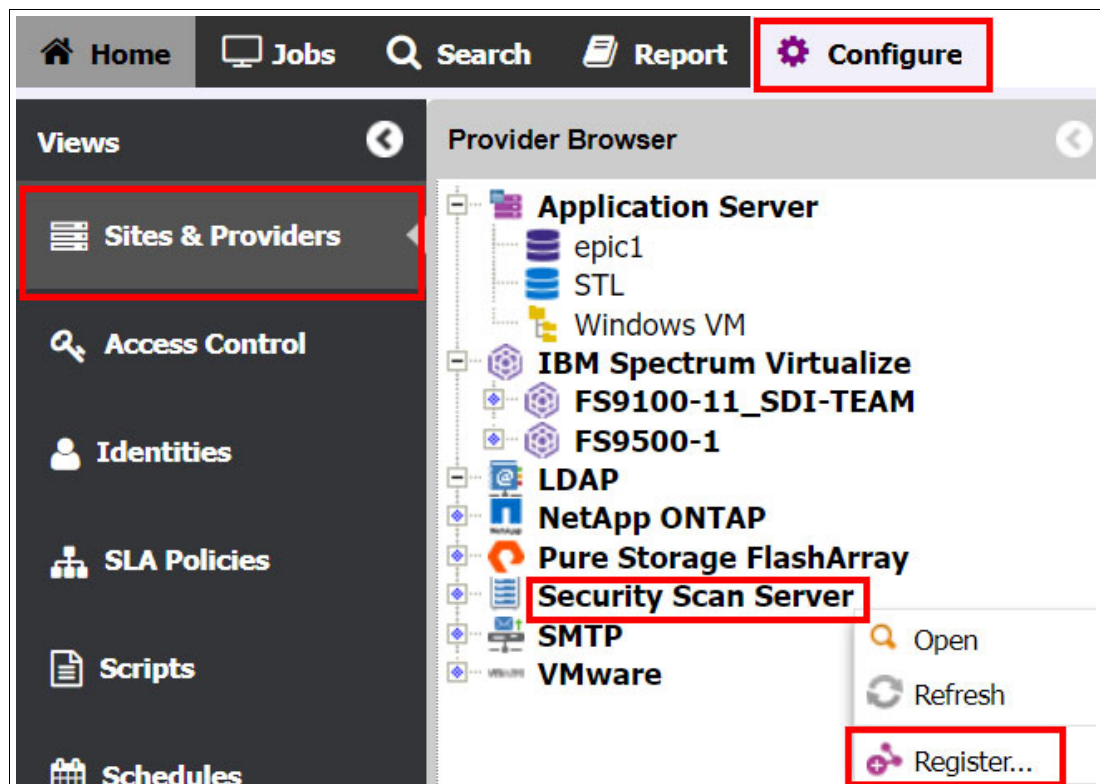 Home Jobs Search Report Configure
Views
Provider Browser
Sites & Providers
Access Control
Identities
SLA Policies
Scripts
Schedules
Application Server
epic1
STL
Windows VM
IBM Spectrum Virtualize
FS9100-11_SDI-TEAM
FS9500-1
LDAP
NetApp ONTAP
Pure Storage FlashArray
Security Scan Server
SMTP
VMware
Open
Refresh
Register...